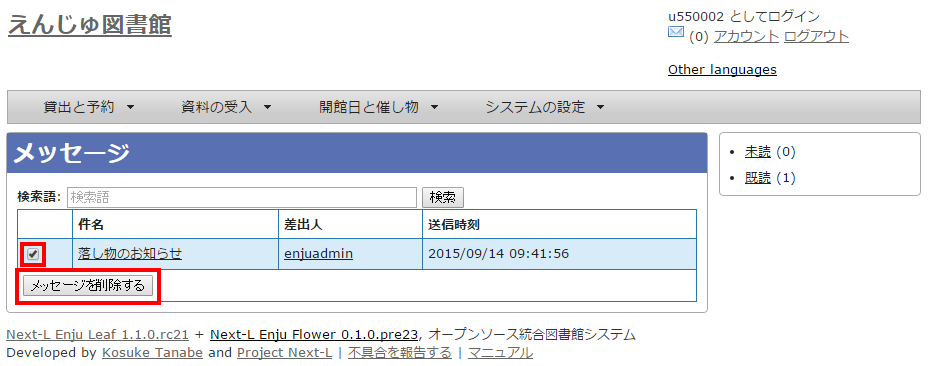 えんじゅ図書館
u550002 としてログイン
(0) アカウント ログアウト
Other languages
貸出と予約 資料の受入 開館日と催し物 システムの設定
メッセージ
未読 (0)
既読 (1)
検索語: 検索語 検索
件名 差出人 送信時刻
落し物のお知らせ enjuadmin 2015/09/14 09:41:56
メッセージを削除する
Next-L Enju Leaf 1.1.0.rc21 + Next-L Enju Flower 0.1.0.pre23, オープンソース統合図書館システム
Developed by Kosuke Tanabe and Project Next-L | 不具合を報告する | マニュアル